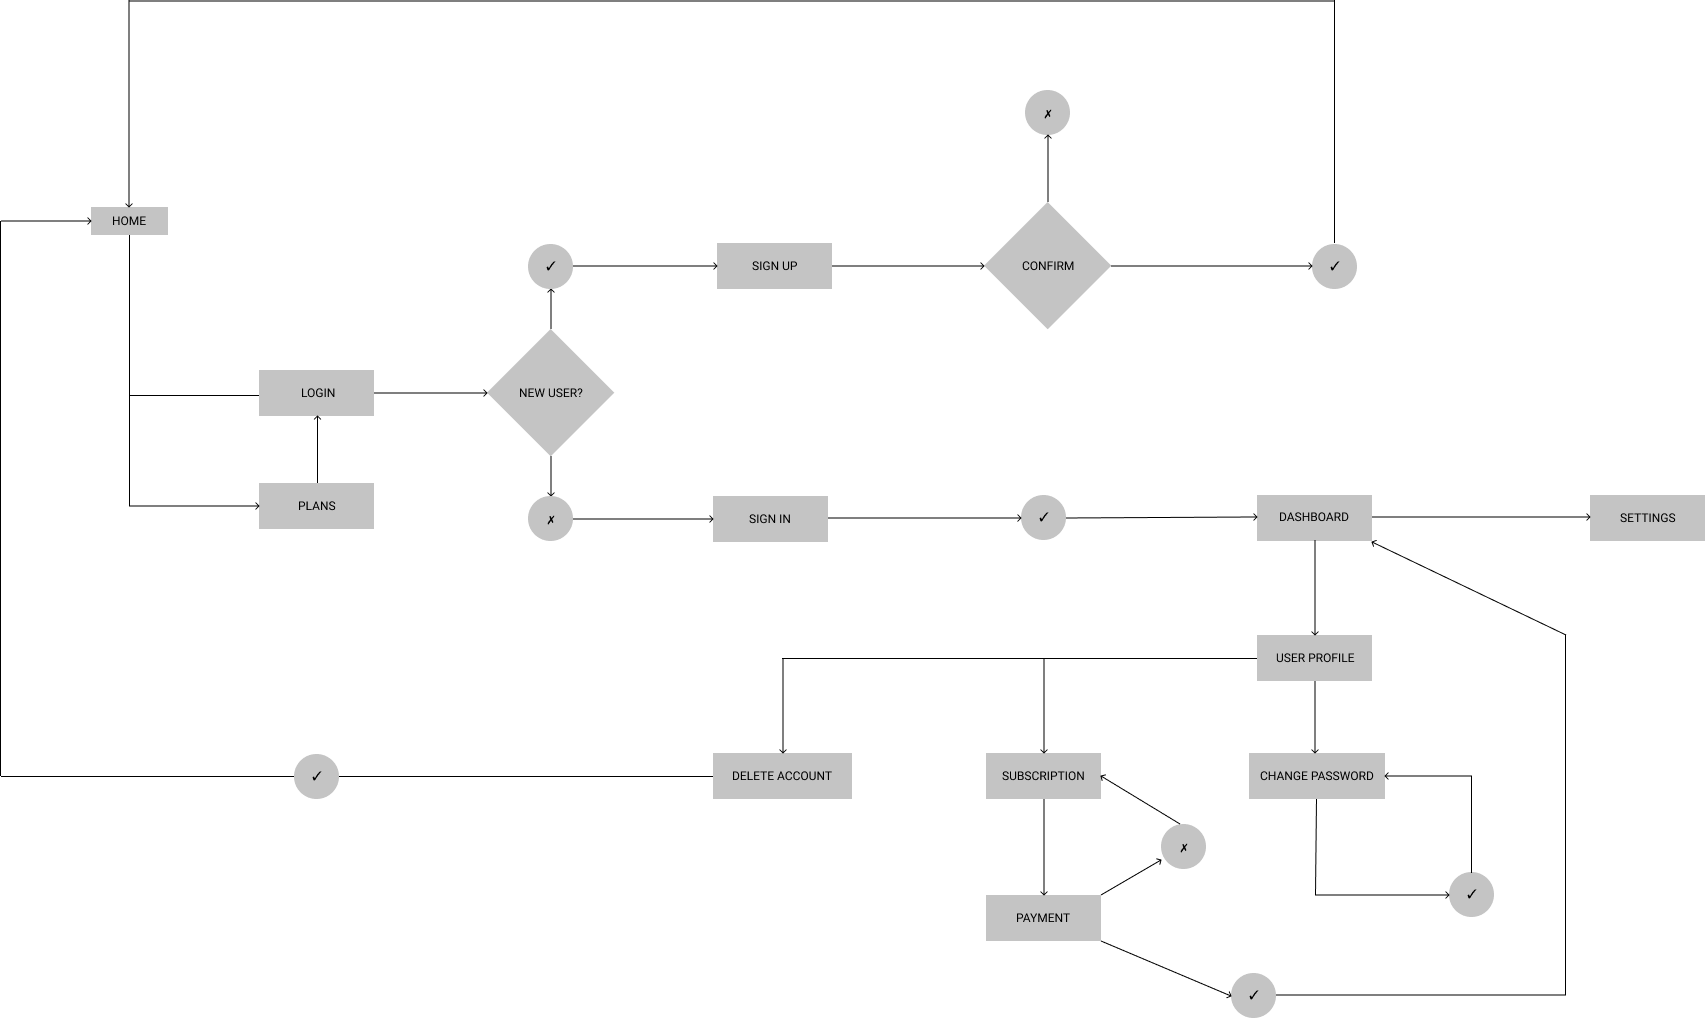 ✗
HOME
✓
SIGN UP
CONFIRM
✓
LOGIN
NEW USER?
PLANS
✗
SIGN IN
✓
DASHBOARD
SETTINGS
USER PROFILE
✓
DELETE ACCOUNT
SUBSCRIPTION
CHANGE PASSWORD
✗
✓
PAYMENT
✓